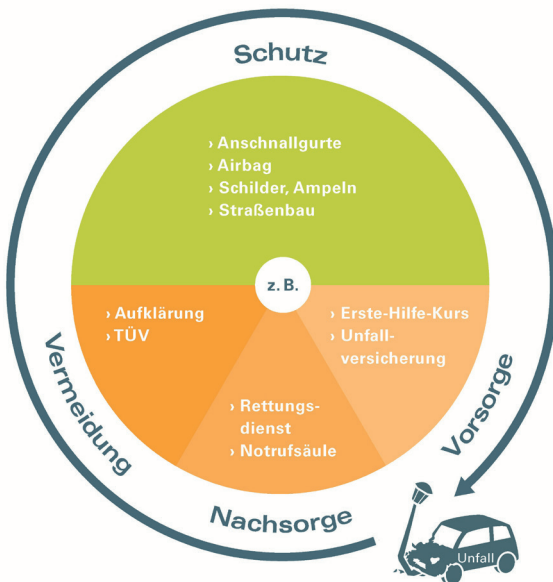 Schutz
› Anschnallgurte
› Airbag
› Schilder, Ampeln
› Straßenbau
z. B.
› Aufklärung
› TÜV
› Erste-Hilfe-Kurs
› Unfall-
versicherung
› Rettungs-
dienst
› Notrufsäule
Vermeidung
Vorsorge
Nachsorge
Unfall